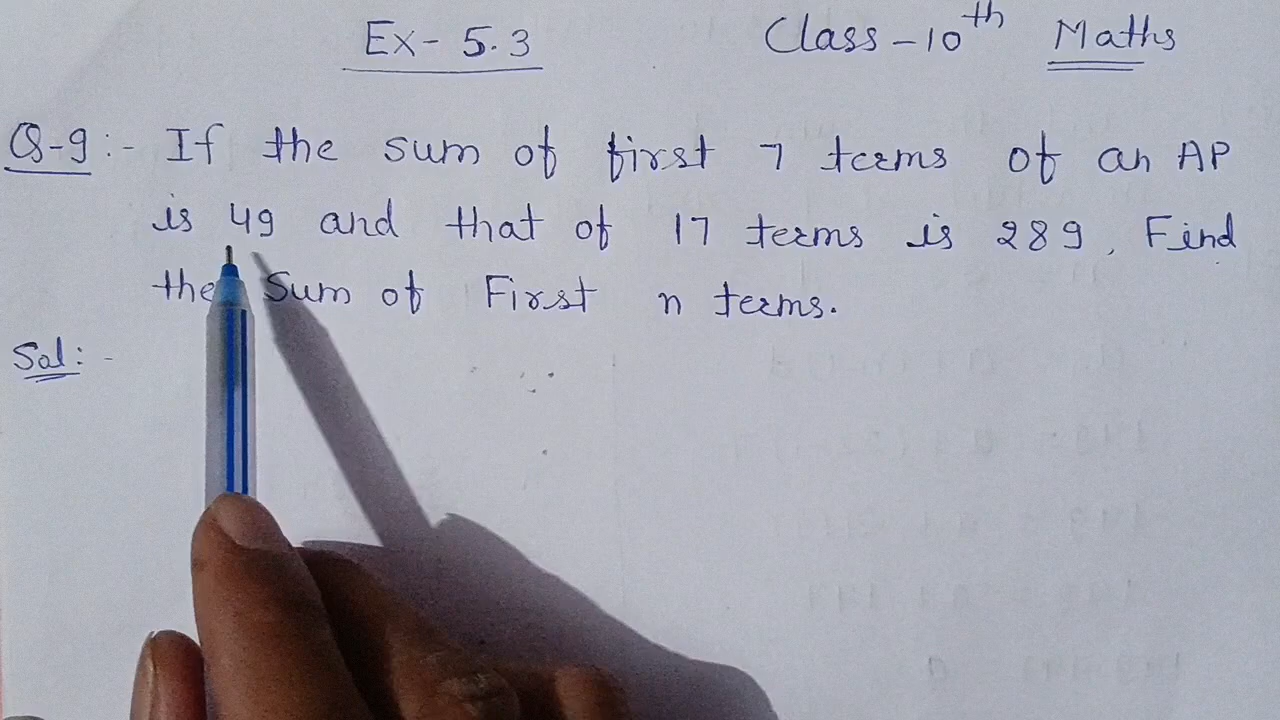 Ex- 5.3 Class-10th Maths
Q-9:- If the sum of first 7 terms of an AP
is 49 and that of 17 terms is 289, Find
the Sum of First n terms.
Sol:-